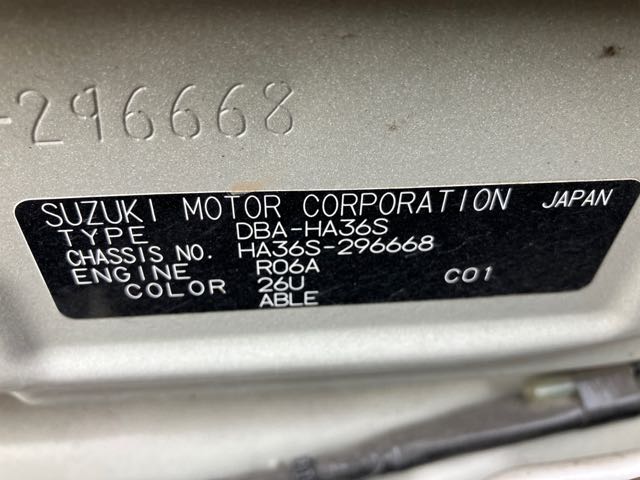 -296668
SUZUKI MOTOR CORPORATION JAPAN
TYPE DBA-HA36S
CHASSIS NO. HA36S-296668
ENGINE R06A C01
COLOR 26U
ABLE